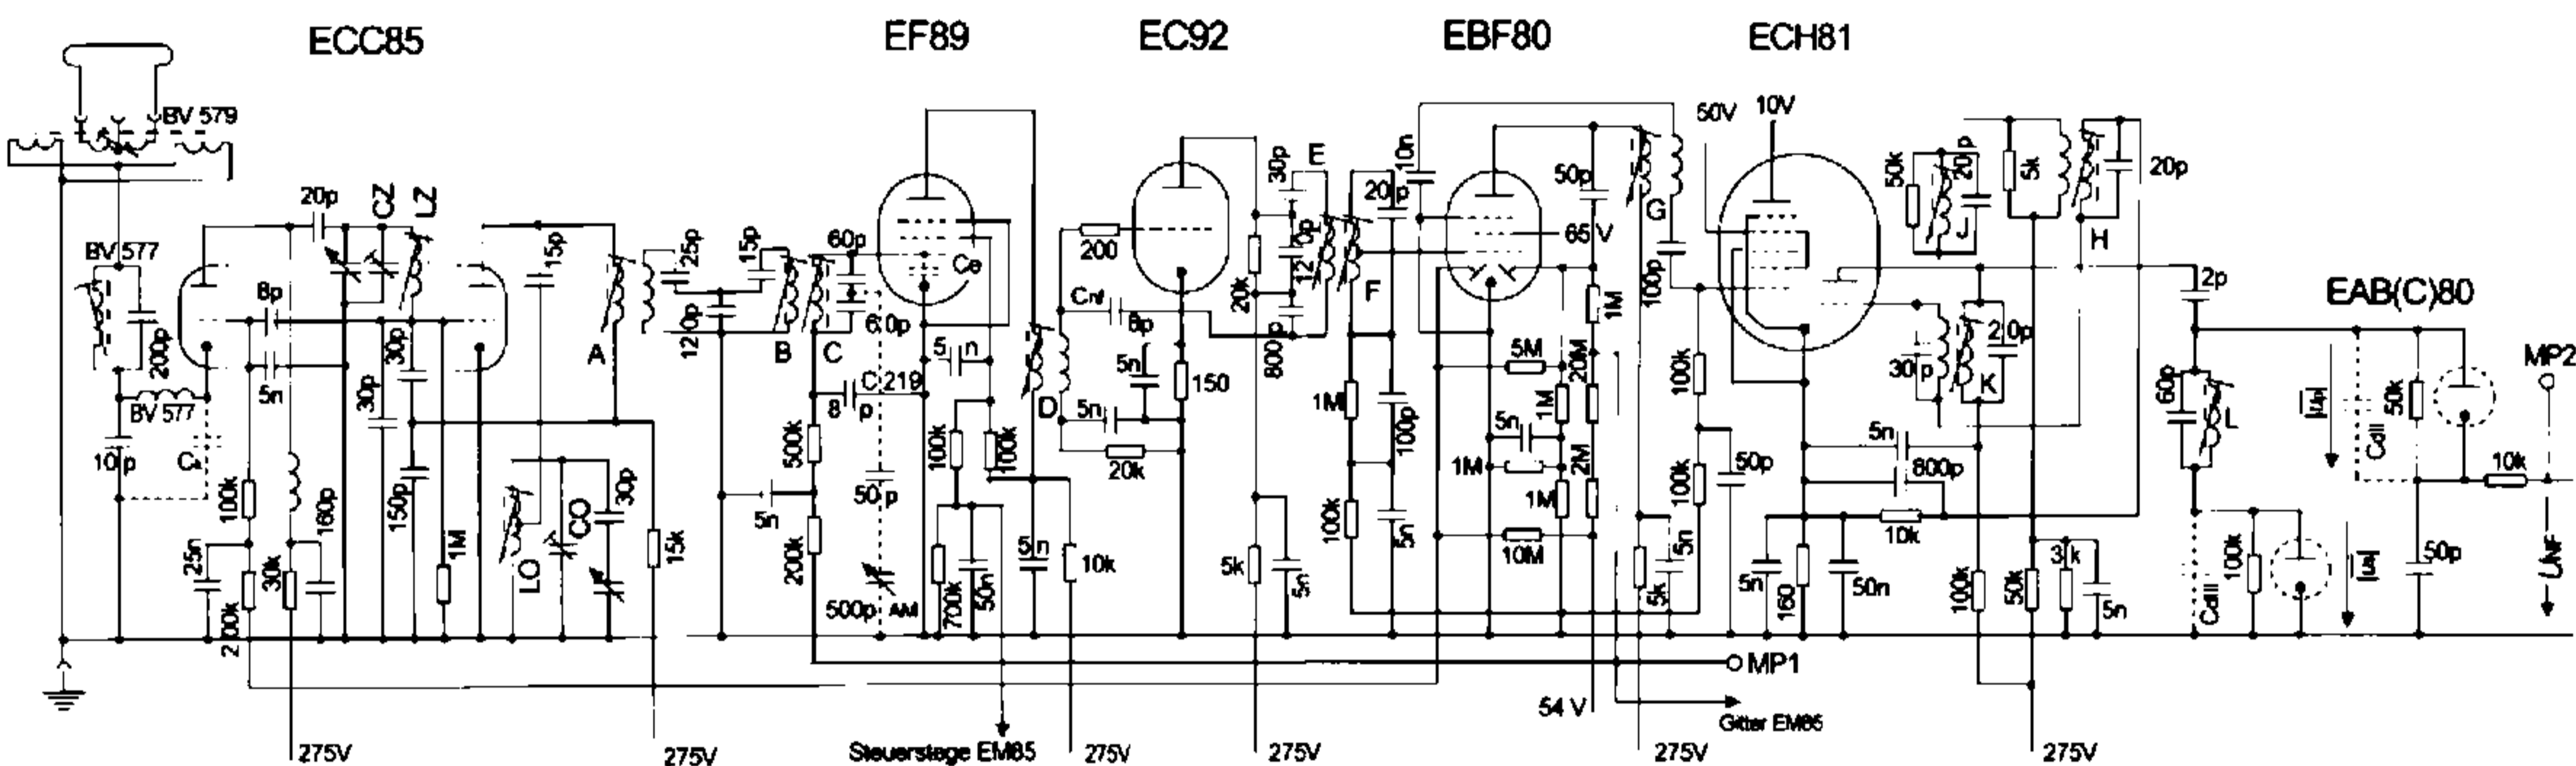 ECC85
EF89
EC92
EBF80
ECH81
EAB(C)80
BV 579
BV 577
200p
BV 577
10p
20p
CZ
LZ
8p
5n
30p
30p
15p
A
25p
120p
15p
B
C
60p
60p
Ce
5n
C 219
8p
D
200
Cnf
8p
5n
5n
150
20k
20k
30p
E
800p
20p
F
10n
50p
65 V
G
100p
50V
10V
50k
20p
J
5k
H
20p
30p
20p
K
2p
60p
L
|Up|
CdII
50k
MP2
10k
UNF
100k
25n
200k
30k
160p
150p
1M
LO
CO
30p
15k
500k
5n
200k
50p
500p
AM
100k
100k
700k
50n
5n
10k
5k
5n
1M
100p
100k
5n
5M
20M
1M
5n
1M
1M
2M
1M
10M
100k
100k
50p
5n
5k
5n
800p
10k
5n
160
50n
100k
50k
3k
5n
CdIII
100k
50p
MP1
54 V
Gitter EM85
275V
275V
Steuerstege EM85
275V
275V
275V
275V